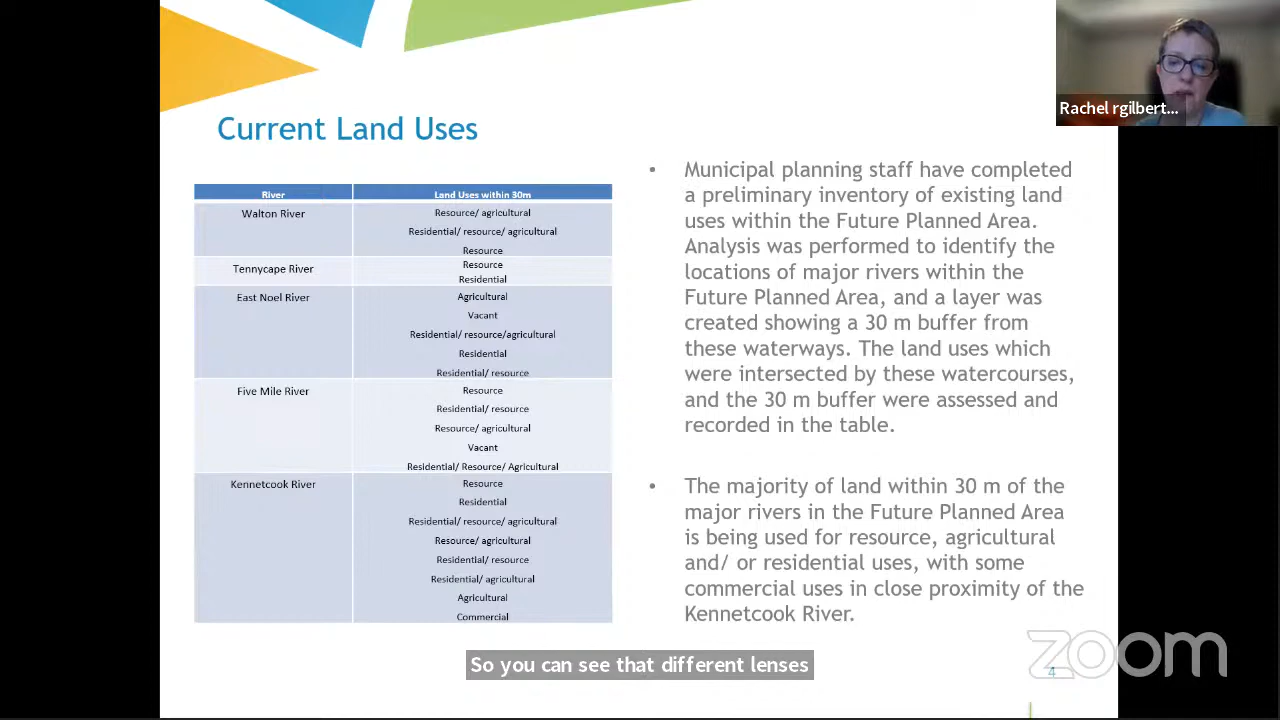 Rachel rgilbert...
Current Land Uses
River Land Uses within 30m
Walton River Resource/ agricultural
Residential/ resource/ agricultural
Resource
Tennycape River Resource
Residential
East Noel River Agricultural
Vacant
Residential/ resource/agricultural
Residential
Residential/ resource
Five Mile River Resource
Residential/ resource
Resource/ agricultural
Vacant
Residential/ Resource/ Agricultural
Kennetcook River Resource
Residential
Residential/ resource/ agricultural
Resource/ agricultural
Residential/ resource
Residential/ agricultural
Agricultural
Commercial
• Municipal planning staff have completed
a preliminary inventory of existing land
uses within the Future Planned Area.
Analysis was performed to identify the
locations of major rivers within the
Future Planned Area, and a layer was
created showing a 30 m buffer from
these waterways. The land uses which
were intersected by these watercourses,
and the 30 m buffer were assessed and
recorded in the table.
• The majority of land within 30 m of the
major rivers in the Future Planned Area
is being used for resource, agricultural
and/ or residential uses, with some
commercial uses in close proximity of the
Kennetcook River.
So you can see that different lenses
zoom
4